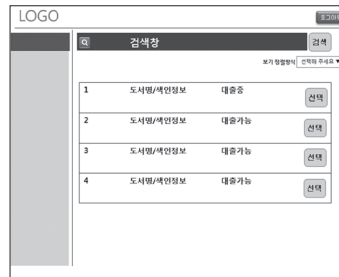 LOGO
로그아웃
검색창
검색
보기 정렬방식 선택해 주세요 ▼
1 도서명/색인정보 대출중 선택
2 도서명/색인정보 대출가능 선택
3 도서명/색인정보 대출가능 선택
4 도서명/색인정보 대출가능 선택